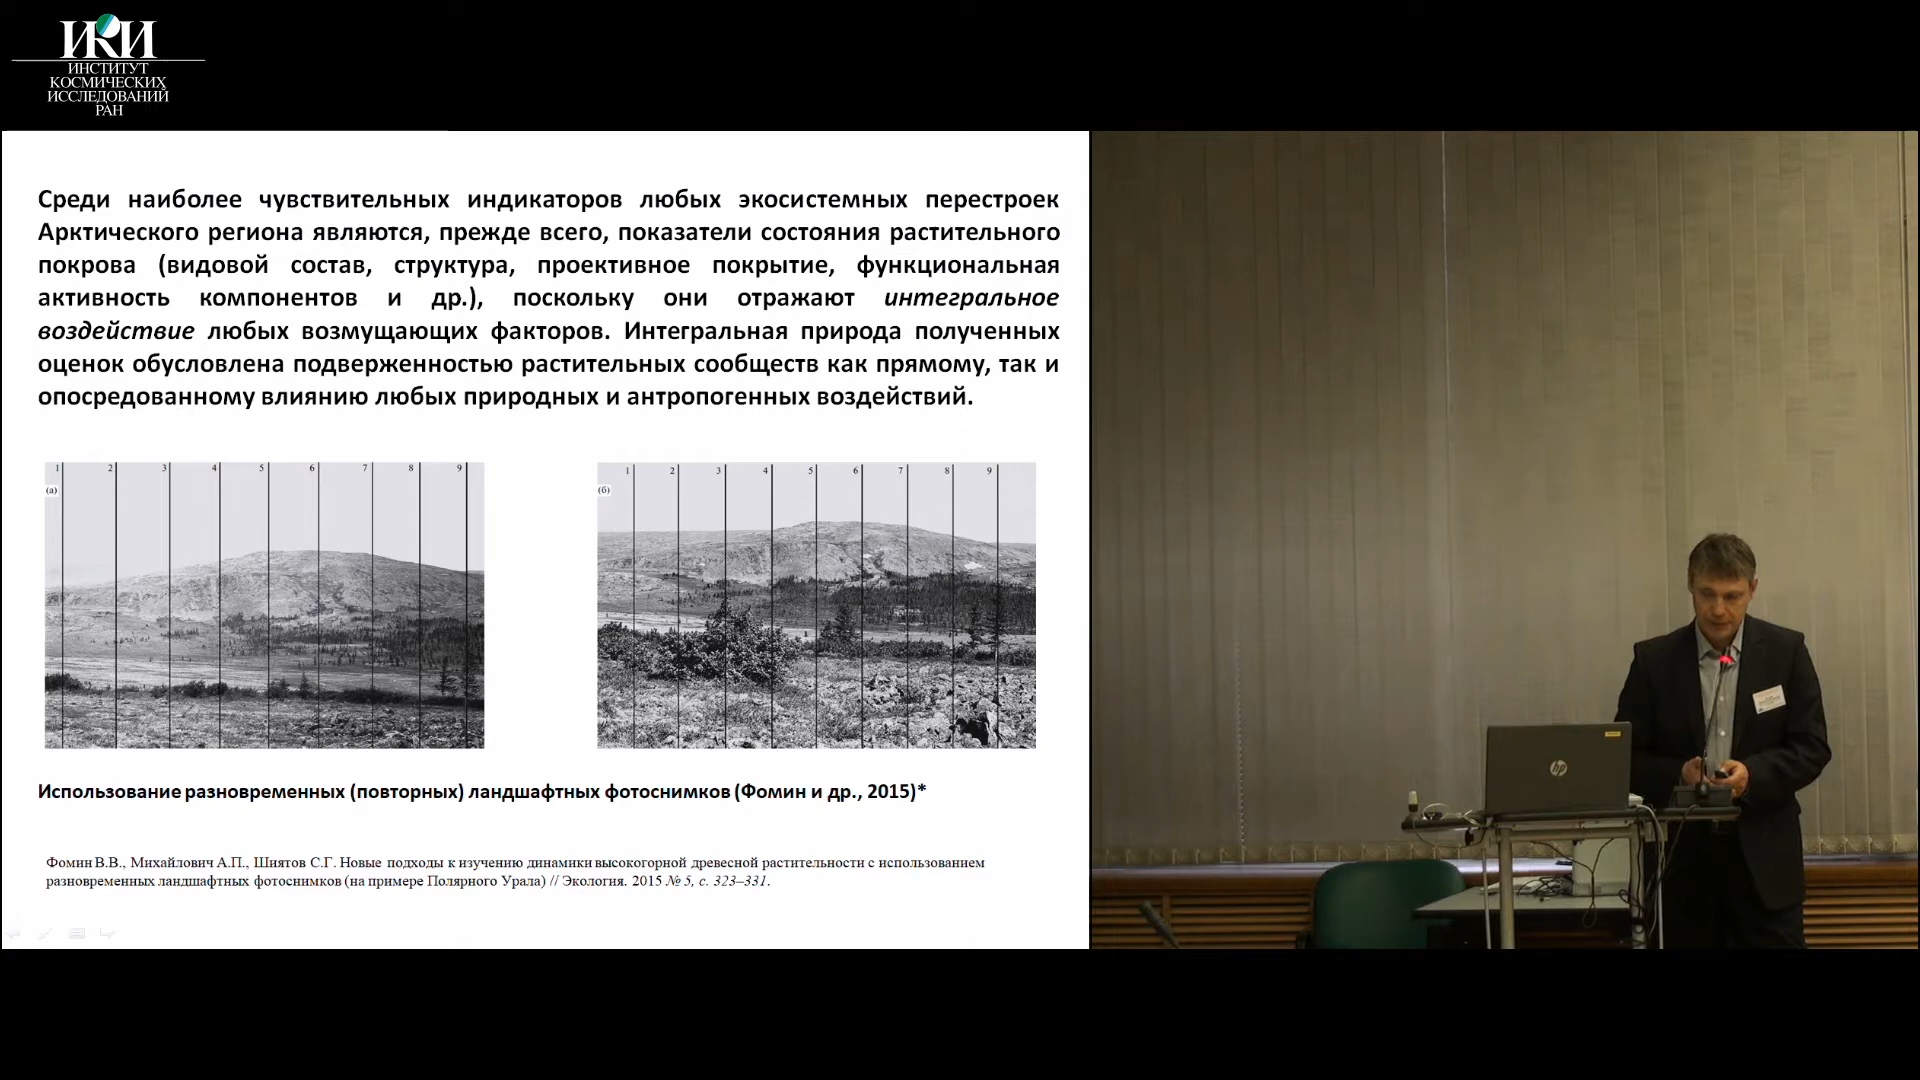 ИКИ
ИНСТИТУТ
КОСМИЧЕСКИХ
ИССЛЕДОВАНИЙ
РАН
Среди наиболее чувствительных индикаторов любых экосистемных перестроек
Арктического региона являются, прежде всего, показатели состояния растительного
покрова (видовой состав, структура, проективное покрытие, функциональная
активность компонентов и др.), поскольку они отражают интегральное
воздействие любых возмущающих факторов. Интегральная природа полученных
оценок обусловлена подверженностью растительных сообществ как прямому, так и
опосредованному влиянию любых природных и антропогенных воздействий.
1 2 3 4 5 6 7 8 9
(а)
1 2 3 4 5 6 7 8 9
(б)
Использование разновременных (повторных) ландшафтных фотоснимков (Фомин и др., 2015)*
Фомин В.В., Михайлович А.П., Шиятов С.Г. Новые подходы к изучению динамики высокогорной древесной растительности с использованием
разновременных ландшафтных фотоснимков (на примере Полярного Урала) // Экология. 2015 № 5, с. 323–331.
hp